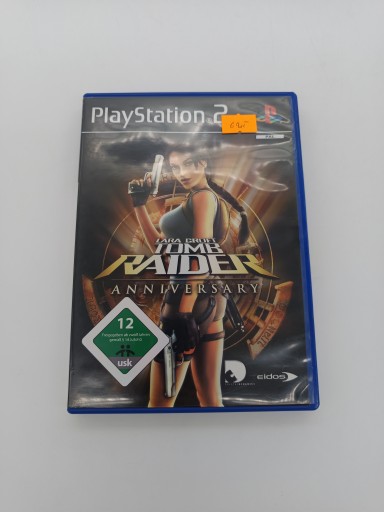 PlayStation 2
LARA CROFT
TOMB
RAIDER
ANNIVERSARY
12
usk
eidos